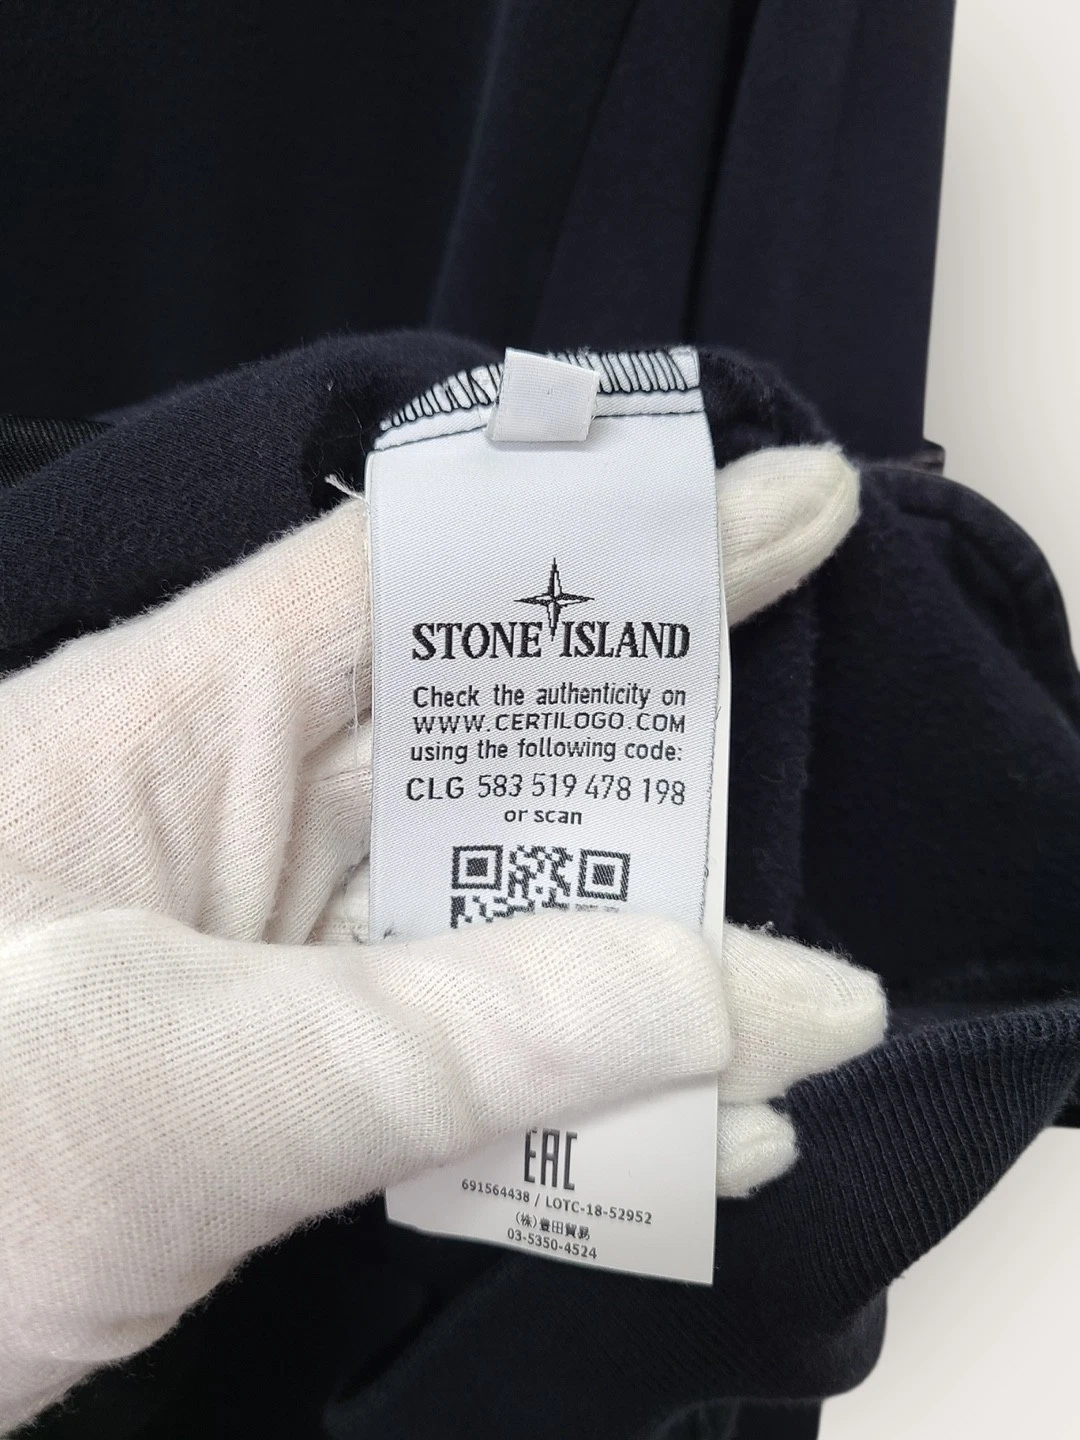 STONE ISLAND
Check the authenticity on
WWW.CERTILOGO.COM
using the following code:
CLG 583 519 478 198
or scan
EAC
691564438 / LOTC-18-52952
(株)豊田貿易
03-5350-4524